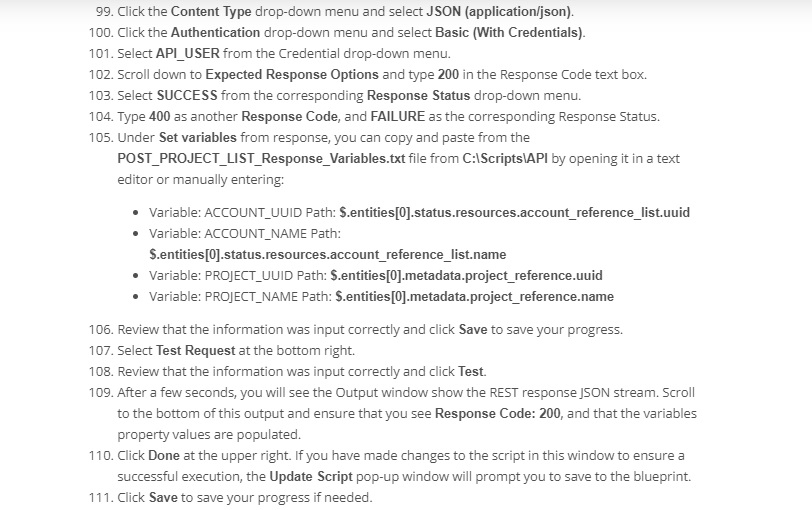 99. Click the Content Type drop-down menu and select JSON (application/json).
100. Click the Authentication drop-down menu and select Basic (With Credentials).
101. Select API_USER from the Credential drop-down menu.
102. Scroll down to Expected Response Options and type 200 in the Response Code text box.
103. Select SUCCESS from the corresponding Response Status drop-down menu.
104. Type 400 as another Response Code, and FAILURE as the corresponding Response Status.
105. Under Set variables from response, you can copy and paste from the
POST_PROJECT_LIST_Response_Variables.txt file from C:\Scripts\API by opening it in a text
editor or manually entering:
• Variable: ACCOUNT_UUID Path: $.entities[0].status.resources.account_reference_list.uuid
• Variable: ACCOUNT_NAME Path:
$.entities[0].status.resources.account_reference_list.name
• Variable: PROJECT_UUID Path: $.entities[0].metadata.project_reference.uuid
• Variable: PROJECT_NAME Path: $.entities[0].metadata.project_reference.name
106. Review that the information was input correctly and click Save to save your progress.
107. Select Test Request at the bottom right.
108. Review that the information was input correctly and click Test.
109. After a few seconds, you will see the Output window show the REST response JSON stream. Scroll
to the bottom of this output and ensure that you see Response Code: 200, and that the variables
property values are populated.
110. Click Done at the upper right. If you have made changes to the script in this window to ensure a
successful execution, the Update Script pop-up window will prompt you to save to the blueprint.
111. Click Save to save your progress if needed.